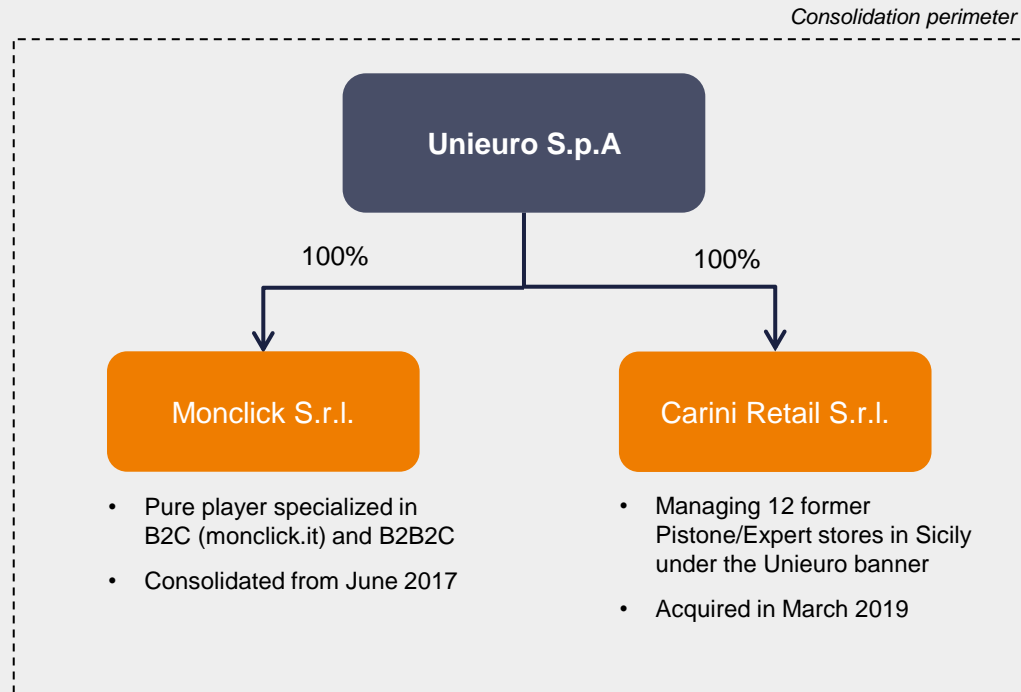 Consolidation perimeter
Unieuro S.p.A
100%
100%
Monclick S.r.l.
• Pure player specialized in
B2C (monclick.it) and B2B2C
• Consolidated from June 2017
Carini Retail S.r.l.
• Managing 12 former
Pistone/Expert stores in Sicily
under the Unieuro banner
• Acquired in March 2019